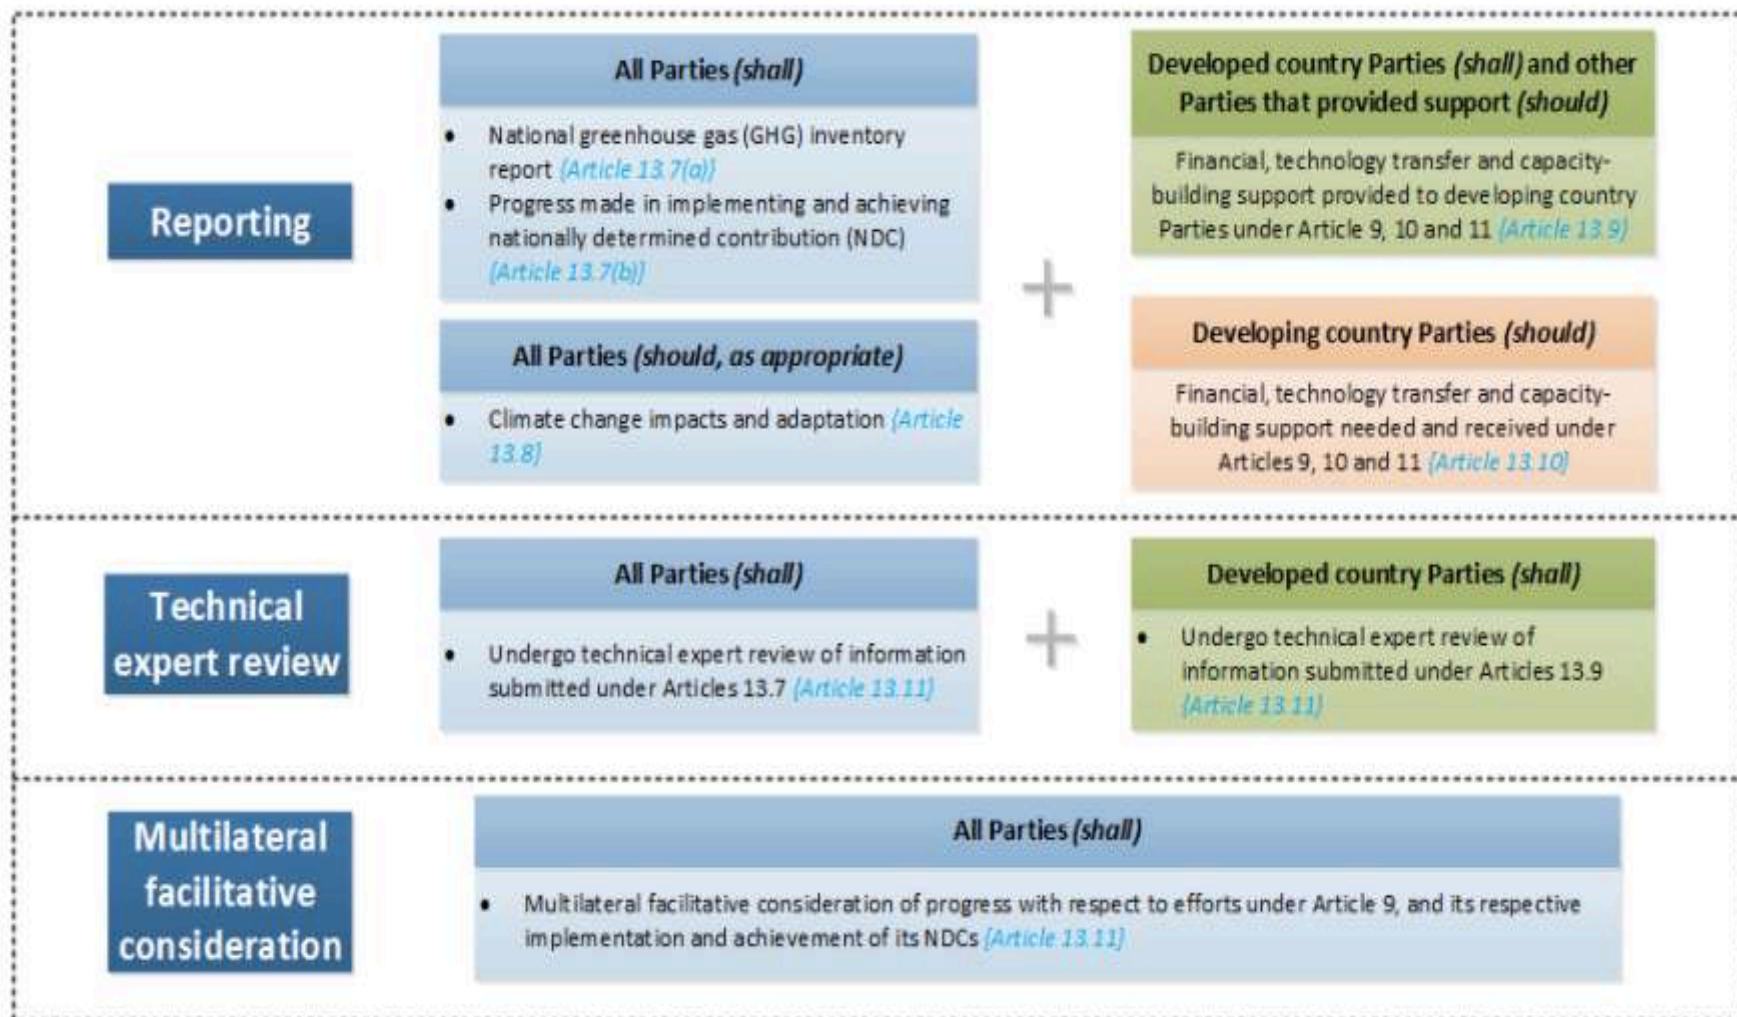 Reporting
All Parties (shall)
• National greenhouse gas (GHG) inventory
report (Article 13.7(a))
• Progress made in implementing and achieving
nationally determined contribution (NDC)
(Article 13.7(b))
All Parties (should, as appropriate)
• Climate change impacts and adaptation (Article
13.8)
+
Developed country Parties (shall) and other
Parties that provided support (should)
Financial, technology transfer and capacity-
building support provided to developing country
Parties under Article 9, 10 and 11 (Article 13.9)
Developing country Parties (should)
Financial, technology transfer and capacity-
building support needed and received under
Articles 9, 10 and 11 (Article 13.10)
Technical
expert review
All Parties (shall)
• Undergo technical expert review of information
submitted under Articles 13.7 (Article 13.11)
+
Developed country Parties (shall)
• Undergo technical expert review of
information submitted under Articles 13.9
(Article 13.11)
Multilateral
facilitative
consideration
All Parties (shall)
• Multilateral facilitative consideration of progress with respect to efforts under Article 9, and its respective
implementation and achievement of its NDCs (Article 13.11)